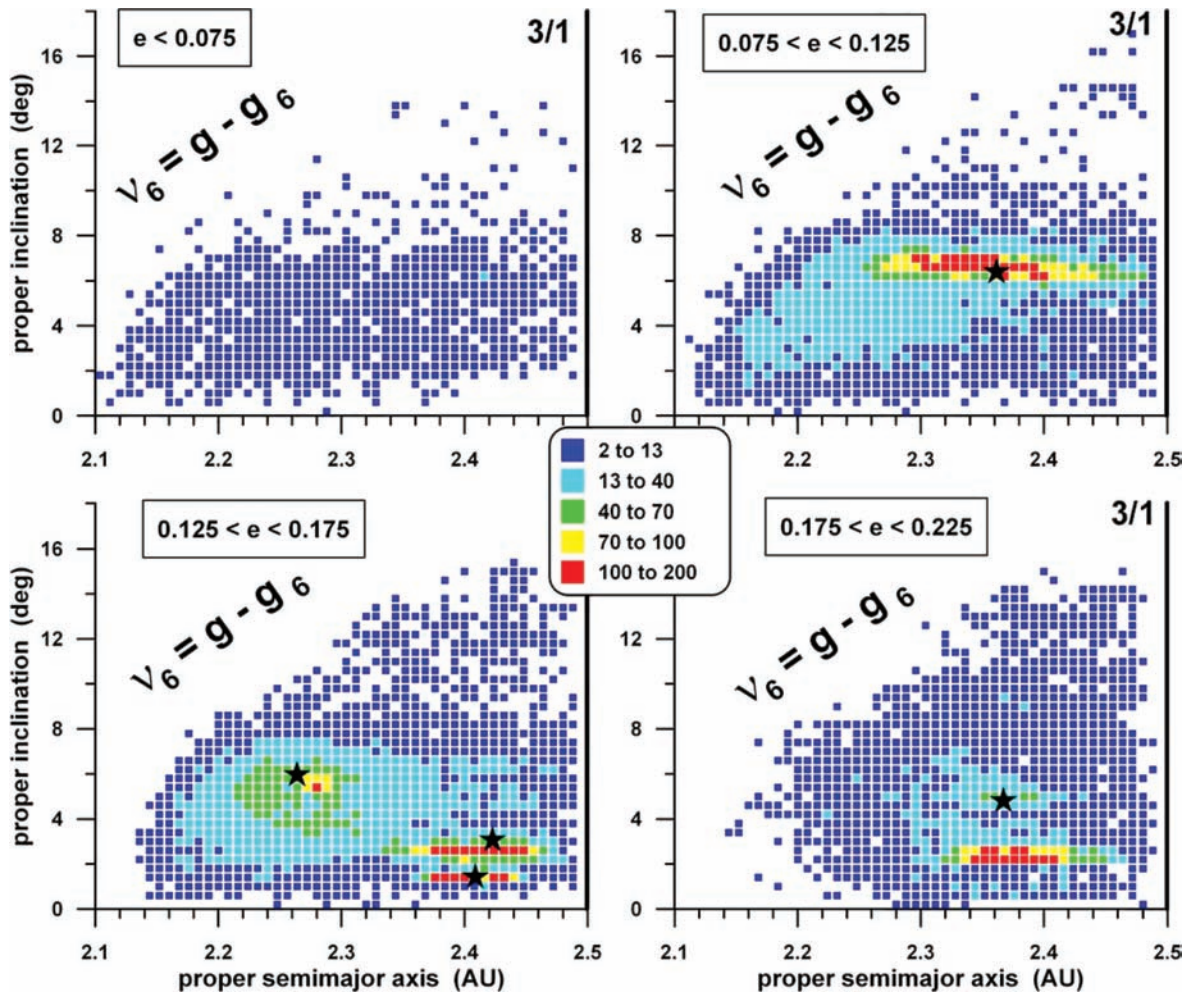 e < 0.075
3/1
ν6 = g - g6
proper inclination (deg)
16
12
8
4
0
2.1
2.2
2.3
2.4
2.5
0.075 < e < 0.125
3/1
ν6 = g - g6
16
12
8
4
0
2.1
2.2
2.3
2.4
2.5
2 to 13
13 to 40
40 to 70
70 to 100
100 to 200
0.125 < e < 0.175
ν6 = g - g6
proper inclination (deg)
16
12
8
4
0
2.1
2.2
2.3
2.4
2.5
proper semimajor axis (AU)
0.175 < e < 0.225
3/1
ν6 = g - g6
16
12
8
4
0
2.1
2.2
2.3
2.4
2.5
proper semimajor axis (AU)